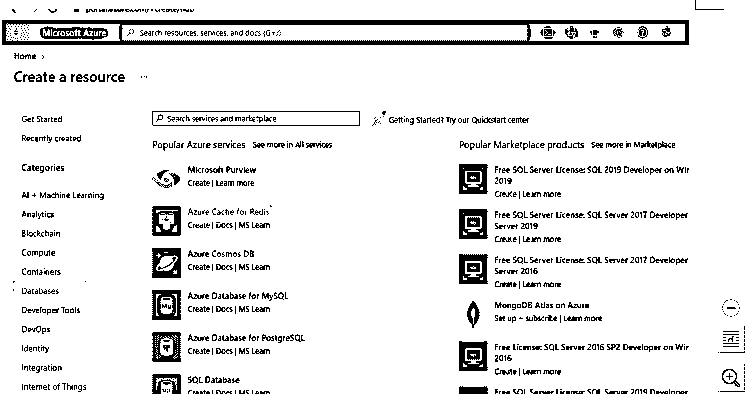 Microsoft Azure
Search resources, services, and docs (G+/)
Home >
Create a resource ...
Get Started
Recently created
Categories
AI + Machine Learning
Analytics
Blockchain
Compute
Containers
Databases
Developer Tools
DevOps
Identity
Integration
Internet of Things
Search services and marketplace
Getting Started? Try our Quickstart center
Popular Azure services See more in All services
Microsoft Purview
Create | Learn more
Azure Cache for Redis
Create | Docs | MS Learn
Azure Cosmos DB
Create | Docs | MS Learn
Azure Database for MySQL
Create | Docs | MS Learn
Azure Database for PostgreSQL
Create | Docs | MS Learn
SQL Database
Create | Docs | MS Learn
Popular Marketplace products See more in Marketplace
Free SQL Server License: SQL 2019 Developer on Wir
2019
Create | Learn more
Free SQL Server License: SQL Server 2017 Developer
Server 2019
Create | Learn more
Free SQL Server License: SQL Server 2017 Developer
Server 2016
Create | Learn more
MongoDB Atlas on Azure
Set up + subscribe | Learn more
Free License: SQL Server 2016 SP2 Developer on Wir
2016
Create | Learn more
Free SQL Server License: SQL Server 2019 Developer